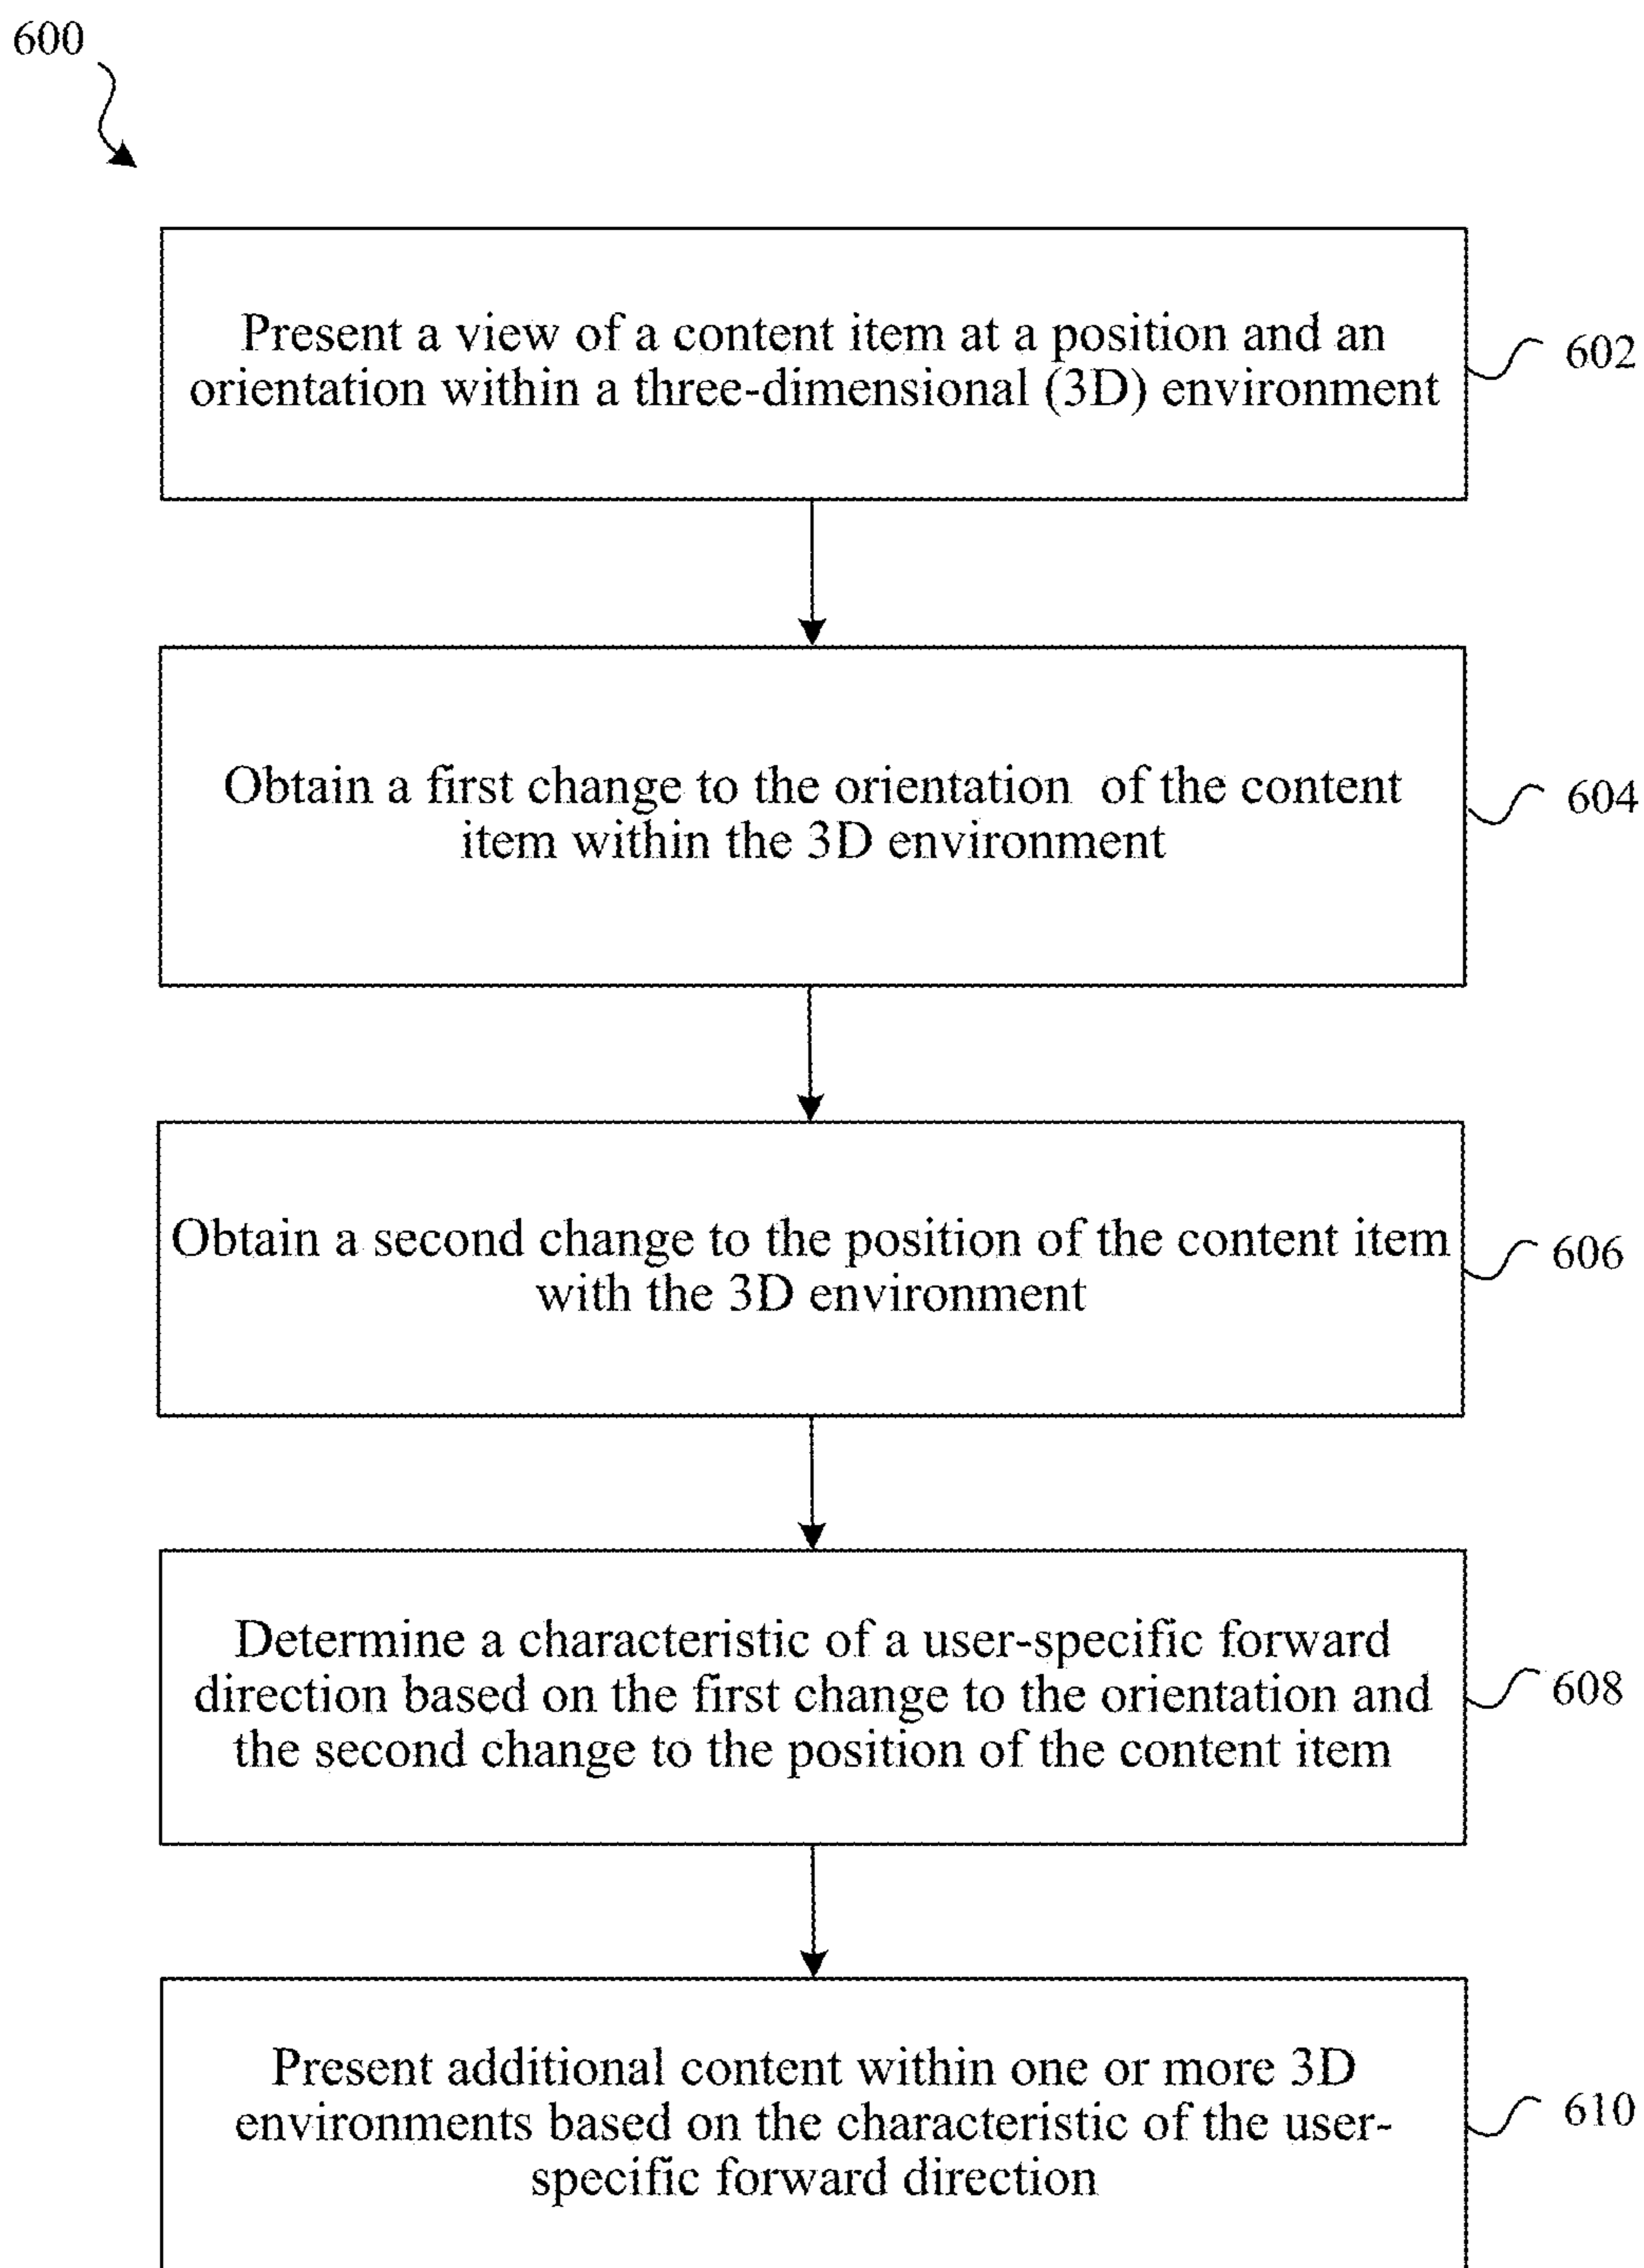 600
Present a view of a content item at a position and an
orientation within a three-dimensional (3D) environment
602
Obtain a first change to the orientation of the content
item within the 3D environment
604
Obtain a second change to the position of the content item
with the 3D environment
606
Determine a characteristic of a user-specific forward
direction based on the first change to the orientation and
the second change to the position of the content item
608
Present additional content within one or more 3D
environments based on the characteristic of the user-
specific forward direction
610